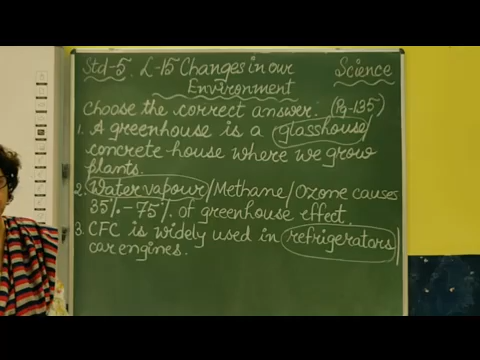 Std-5. L-15 Changes in our Science
Environment
Choose the correct answer. (Pg-135)
1. A greenhouse is a glasshouse/
concrete-house where we grow
plants.
2. Water vapour/Methane/Ozone causes
35%-75% of greenhouse effect.
3. CFC is widely used in refrigerators/
car engines.